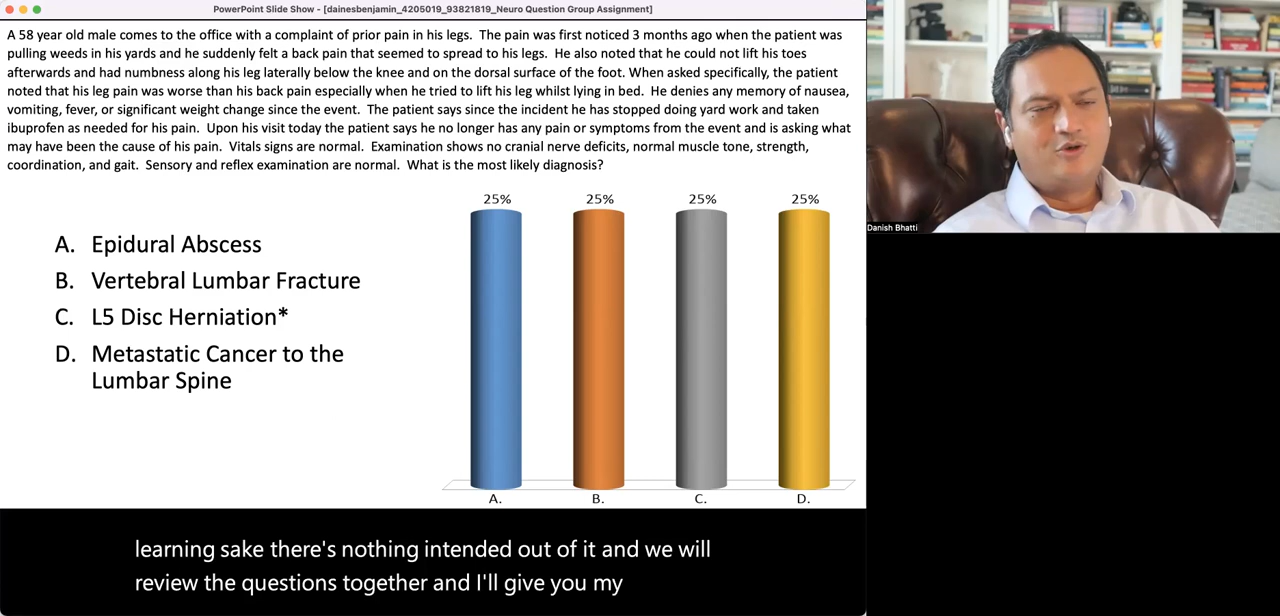 PowerPoint Slide Show - [dainesbenjamin_4205019_93821819_Neuro Question Group Assignment]
A 58 year old male comes to the office with a complaint of prior pain in his legs.  The pain was first noticed 3 months ago when the patient was
pulling weeds in his yards and he suddenly felt a back pain that seemed to spread to his legs.  He also noted that he could not lift his toes
afterwards and had numbness along his leg laterally below the knee and on the dorsal surface of the foot. When asked specifically, the patient
noted that his leg pain was worse than his back pain especially when he tried to lift his leg whilst lying in bed.  He denies any memory of nausea,
vomiting, fever, or significant weight change since the event.  The patient says since the incident he has stopped doing yard work and taken
ibuprofen as needed for his pain.  Upon his visit today the patient says he no longer has any pain or symptoms from the event and is asking what
may have been the cause of his pain.  Vitals signs are normal.  Examination shows no cranial nerve deficits, normal muscle tone, strength,
coordination, and gait.  Sensory and reflex examination are normal.  What is the most likely diagnosis?
25% 25% 25% 25%
A. Epidural Abscess
B. Vertebral Lumbar Fracture
C. L5 Disc Herniation*
D. Metastatic Cancer to the
Lumbar Spine
A. B. C. D.
Danish Bhatti
learning sake there's nothing intended out of it and we will
review the questions together and I'll give you my